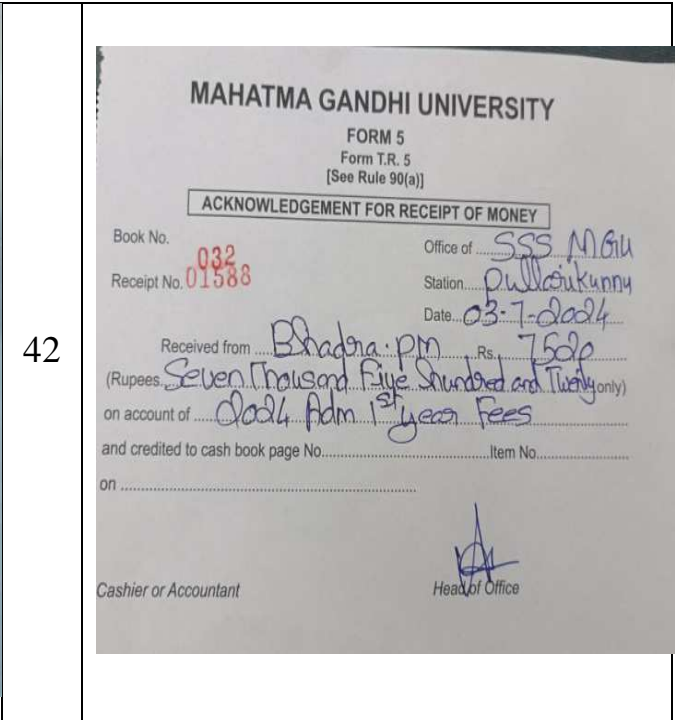 42
MAHATMA GANDHI UNIVERSITY
FORM 5
Form T.R. 5
[See Rule 90(a)]
ACKNOWLEDGEMENT FOR RECEIPT OF MONEY
Book No. 032
Office of SSS MGU
Receipt No. 01588
Station Pullarikunnu
Date 03-7-2024
Received from Bhadra.PM Rs. 7520
(Rupees Seven Thousand Five Hundred and Twenty only)
on account of 2024 Adm 1st year Fees
and credited to cash book page No. Item No.
on
Cashier or Accountant Head of Office